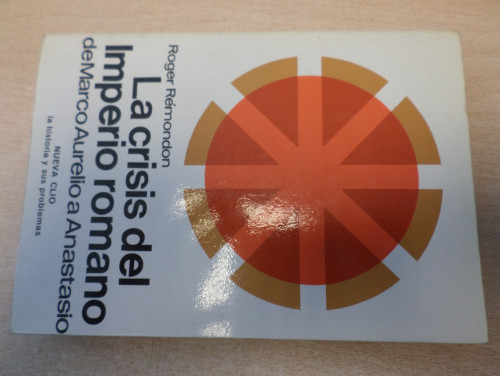 Roger Rémondon
La crisis del
Imperio romano
de Marco Aurelio a Anastasio
NUEVA CLIO
la historia y sus problemas